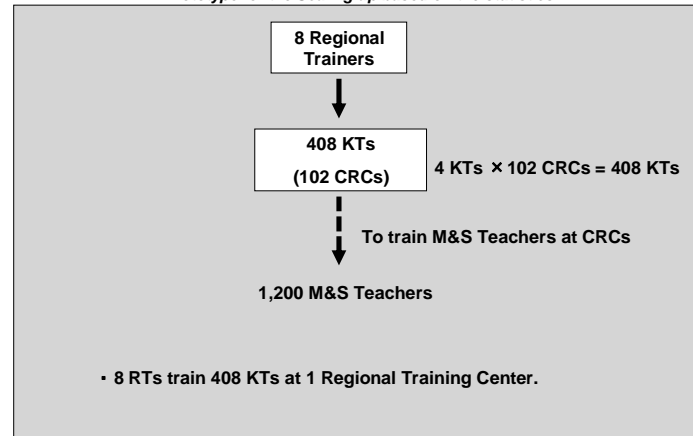 8 Regional
Trainers
408 KTs
(102 CRCs)
4 KTs × 102 CRCs = 408 KTs
To train M&S Teachers at CRCs
1,200 M&S Teachers
・8 RTs train 408 KTs at 1 Regional Training Center.